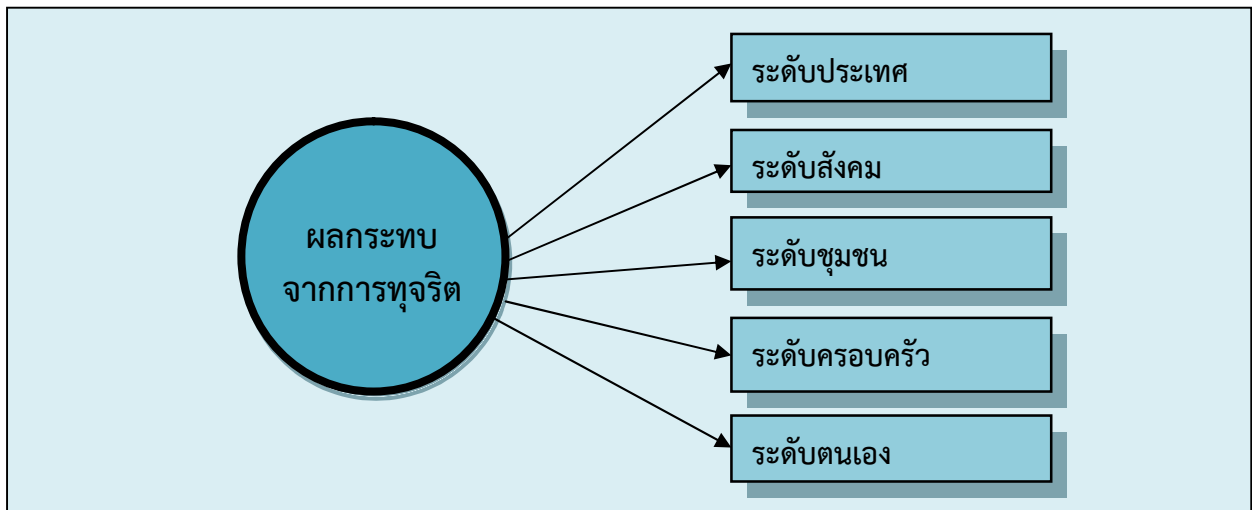 ผลกระทบ
จากการทุจริต
ระดับประเทศ
ระดับสังคม
ระดับชุมชน
ระดับครอบครัว
ระดับตนเอง